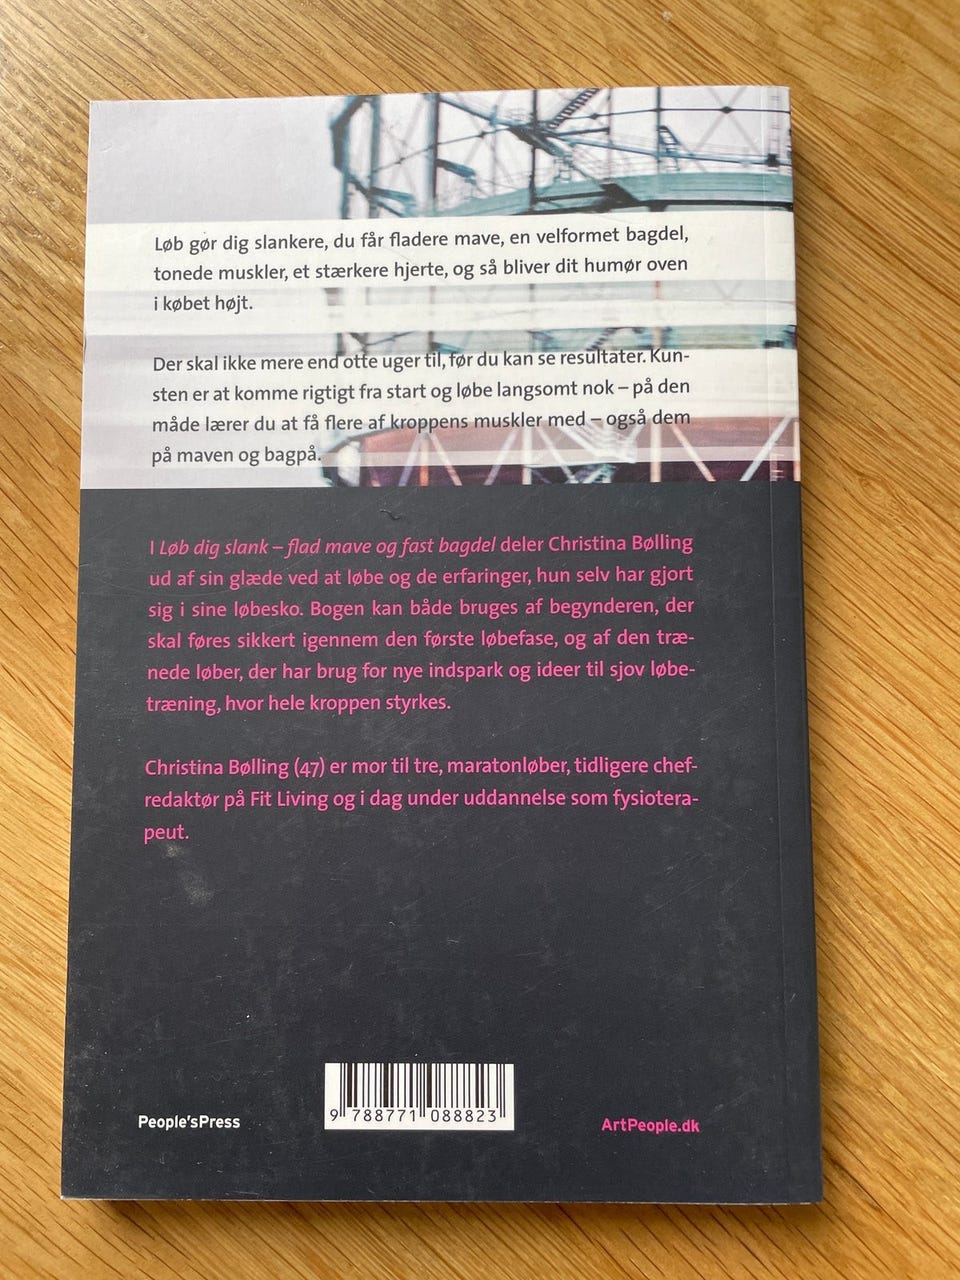 Løb gør dig slankere, du får fladere mave, en velformet bagdel,
tonede muskler, et stærkere hjerte, og så bliver dit humør oven
i købet højt.
Der skal ikke mere end otte uger til, før du kan se resultater. Kun-
sten er at komme rigtigt fra start og løbe langsomt nok – på den
måde lærer du at få flere af kroppens muskler med – også dem
på maven og bagpå.
I Løb dig slank – flad mave og fast bagdel deler Christina Bølling
ud af sin glæde ved at løbe og de erfaringer, hun selv har gjort
sig i sine løbesko. Bogen kan både bruges af begynderen, der
skal føres sikkert igennem den første løbefase, og af den træ-
nede løber, der har brug for nye indspark og ideer til sjov løbe-
træning, hvor hele kroppen styrkes.
Christina Bølling (47) er mor til tre, maratonløber, tidligere chef-
redaktør på Fit Living og i dag under uddannelse som fysiotera-
peut.
9 788771 088823
People'sPress
ArtPeople.dk